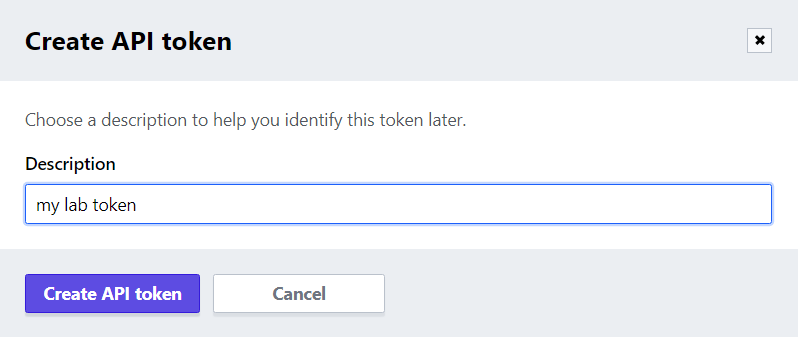 Create API token
Choose a description to help you identify this token later.
Description
my lab token
Create API token
Cancel